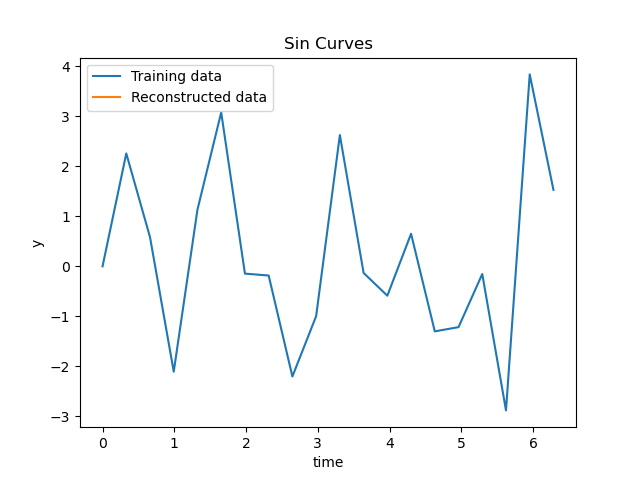 Sin Curves
Training data
Reconstructed data
4
3
2
1
0
−1
−2
−3
y
0 1 2 3 4 5 6
time